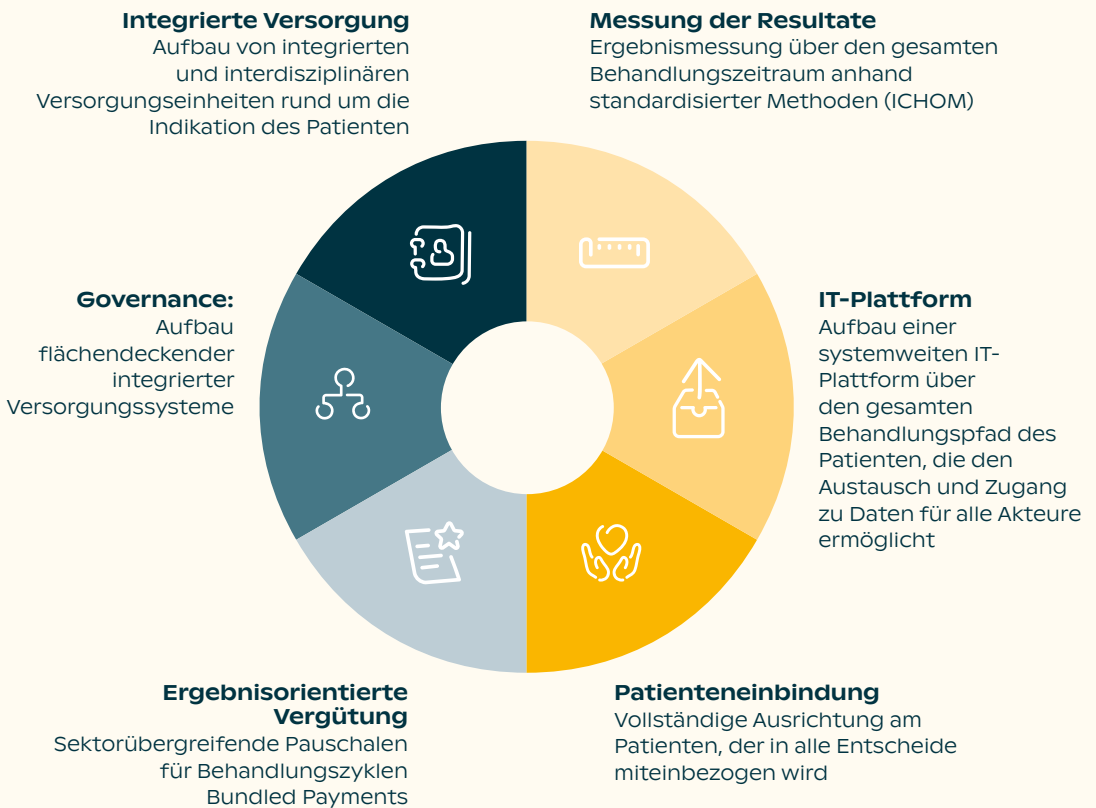 Integrierte Versorgung
Aufbau von integrierten
und interdisziplinären
Versorgungseinheiten rund um die
Indikation des Patienten
Messung der Resultate
Ergebnismessung über den gesamten
Behandlungszeitraum anhand
standardisierter Methoden (ICHOM)
Governance:
Aufbau
flächendeckender
integrierter
Versorgungssysteme
IT-Plattform
Aufbau einer
systemweiten IT-
Plattform über
den gesamten
Behandlungspfad des
Patienten, die den
Austausch und Zugang
zu Daten für alle Akteure
ermöglicht
Ergebnisorientierte
Vergütung
Sektorübergreifende Pauschalen
für Behandlungszyklen
Bundled Payments
Patienteneinbindung
Vollständige Ausrichtung am
Patienten, der in alle Entscheide
miteinbezogen wird